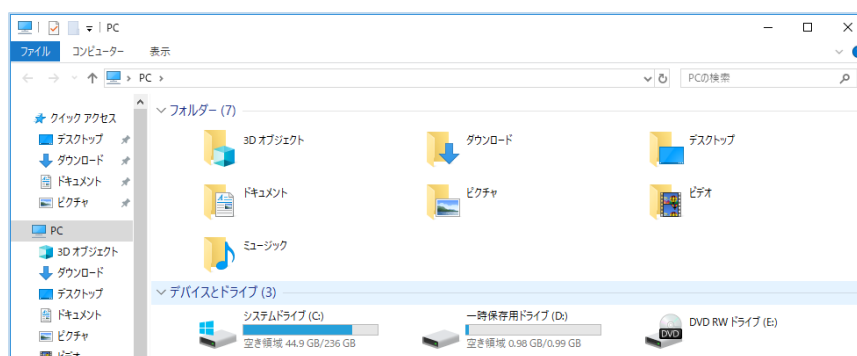 PC
ファイル コンピューター 表示
PC
PCの検索
クイック アクセス
デスクトップ
ダウンロード
ドキュメント
ピクチャ
PC
3D オブジェクト
ダウンロード
デスクトップ
ドキュメント
ピクチャ
ビデオ
フォルダー (7)
3D オブジェクト
ダウンロード
デスクトップ
ドキュメント
ピクチャ
ビデオ
ミュージック
デバイスとドライブ (3)
システムドライブ (C:)
空き領域 44.9 GB/236 GB
一時保存用ドライブ (D:)
空き領域 0.98 GB/0.99 GB
DVD
DVD RW ドライブ (E:)